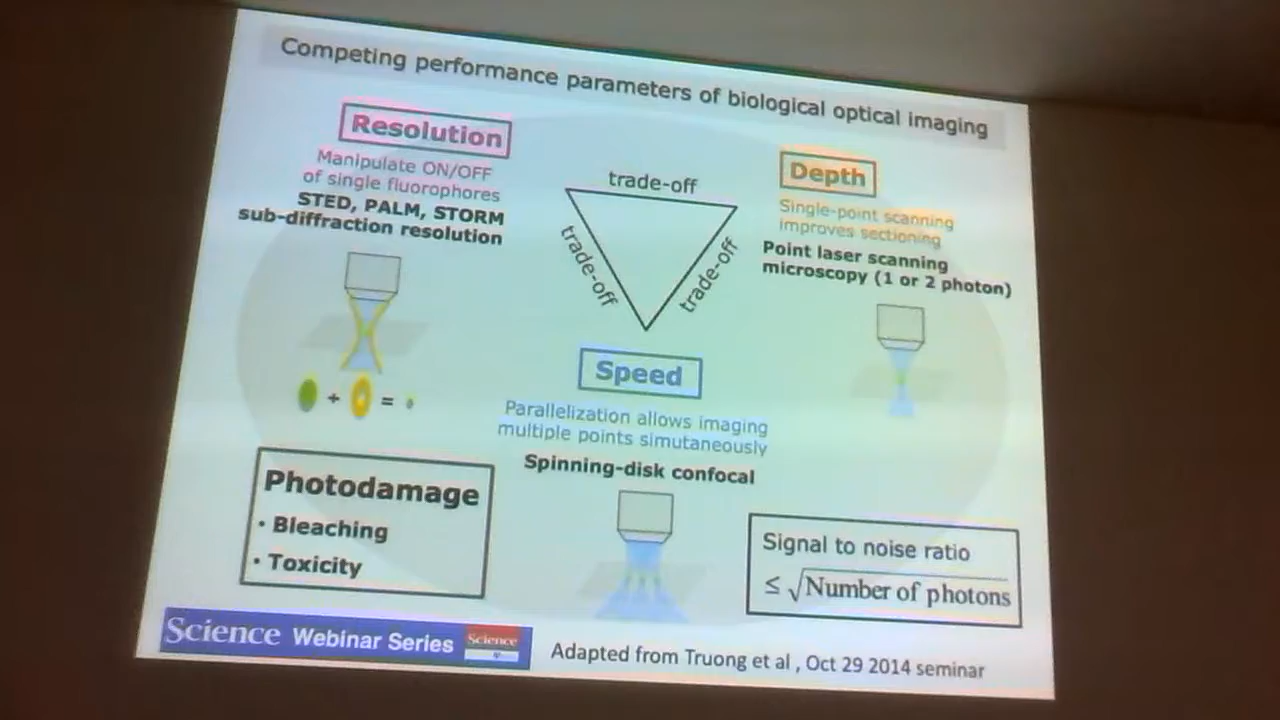 Competing performance parameters of biological optical imaging
Resolution
Manipulate ON/OFF
of single fluorophores
STED, PALM, STORM
sub-diffraction resolution
trade-off
trade-off
trade-off
Depth
Single-point scanning
improves sectioning
Point laser scanning
microscopy (1 or 2 photon)
+ =
Speed
Parallelization allows imaging
multiple points simutaneously
Spinning-disk confocal
Photodamage
• Bleaching
• Toxicity
Signal to noise ratio
≤ √Number of photons
Science Webinar Series Science
Adapted from Truong et al , Oct 29 2014 seminar